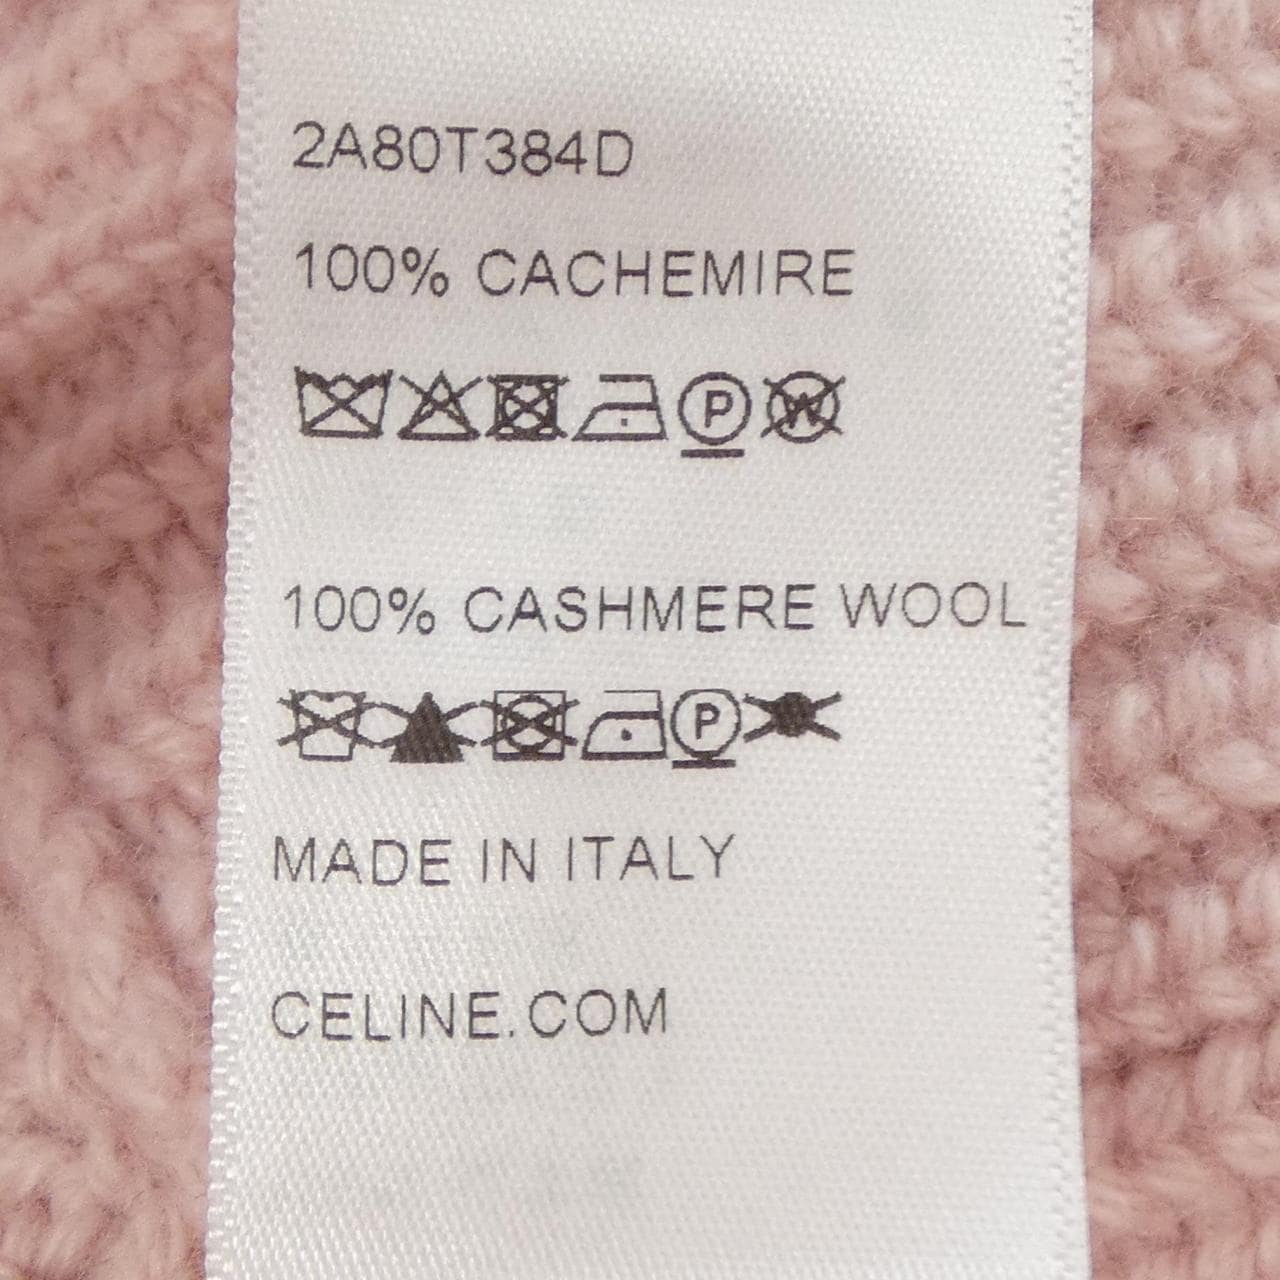 2A80T384D
100% CACHEMIRE
P W
100% CASHMERE WOOL
P
MADE IN ITALY
CELINE.COM